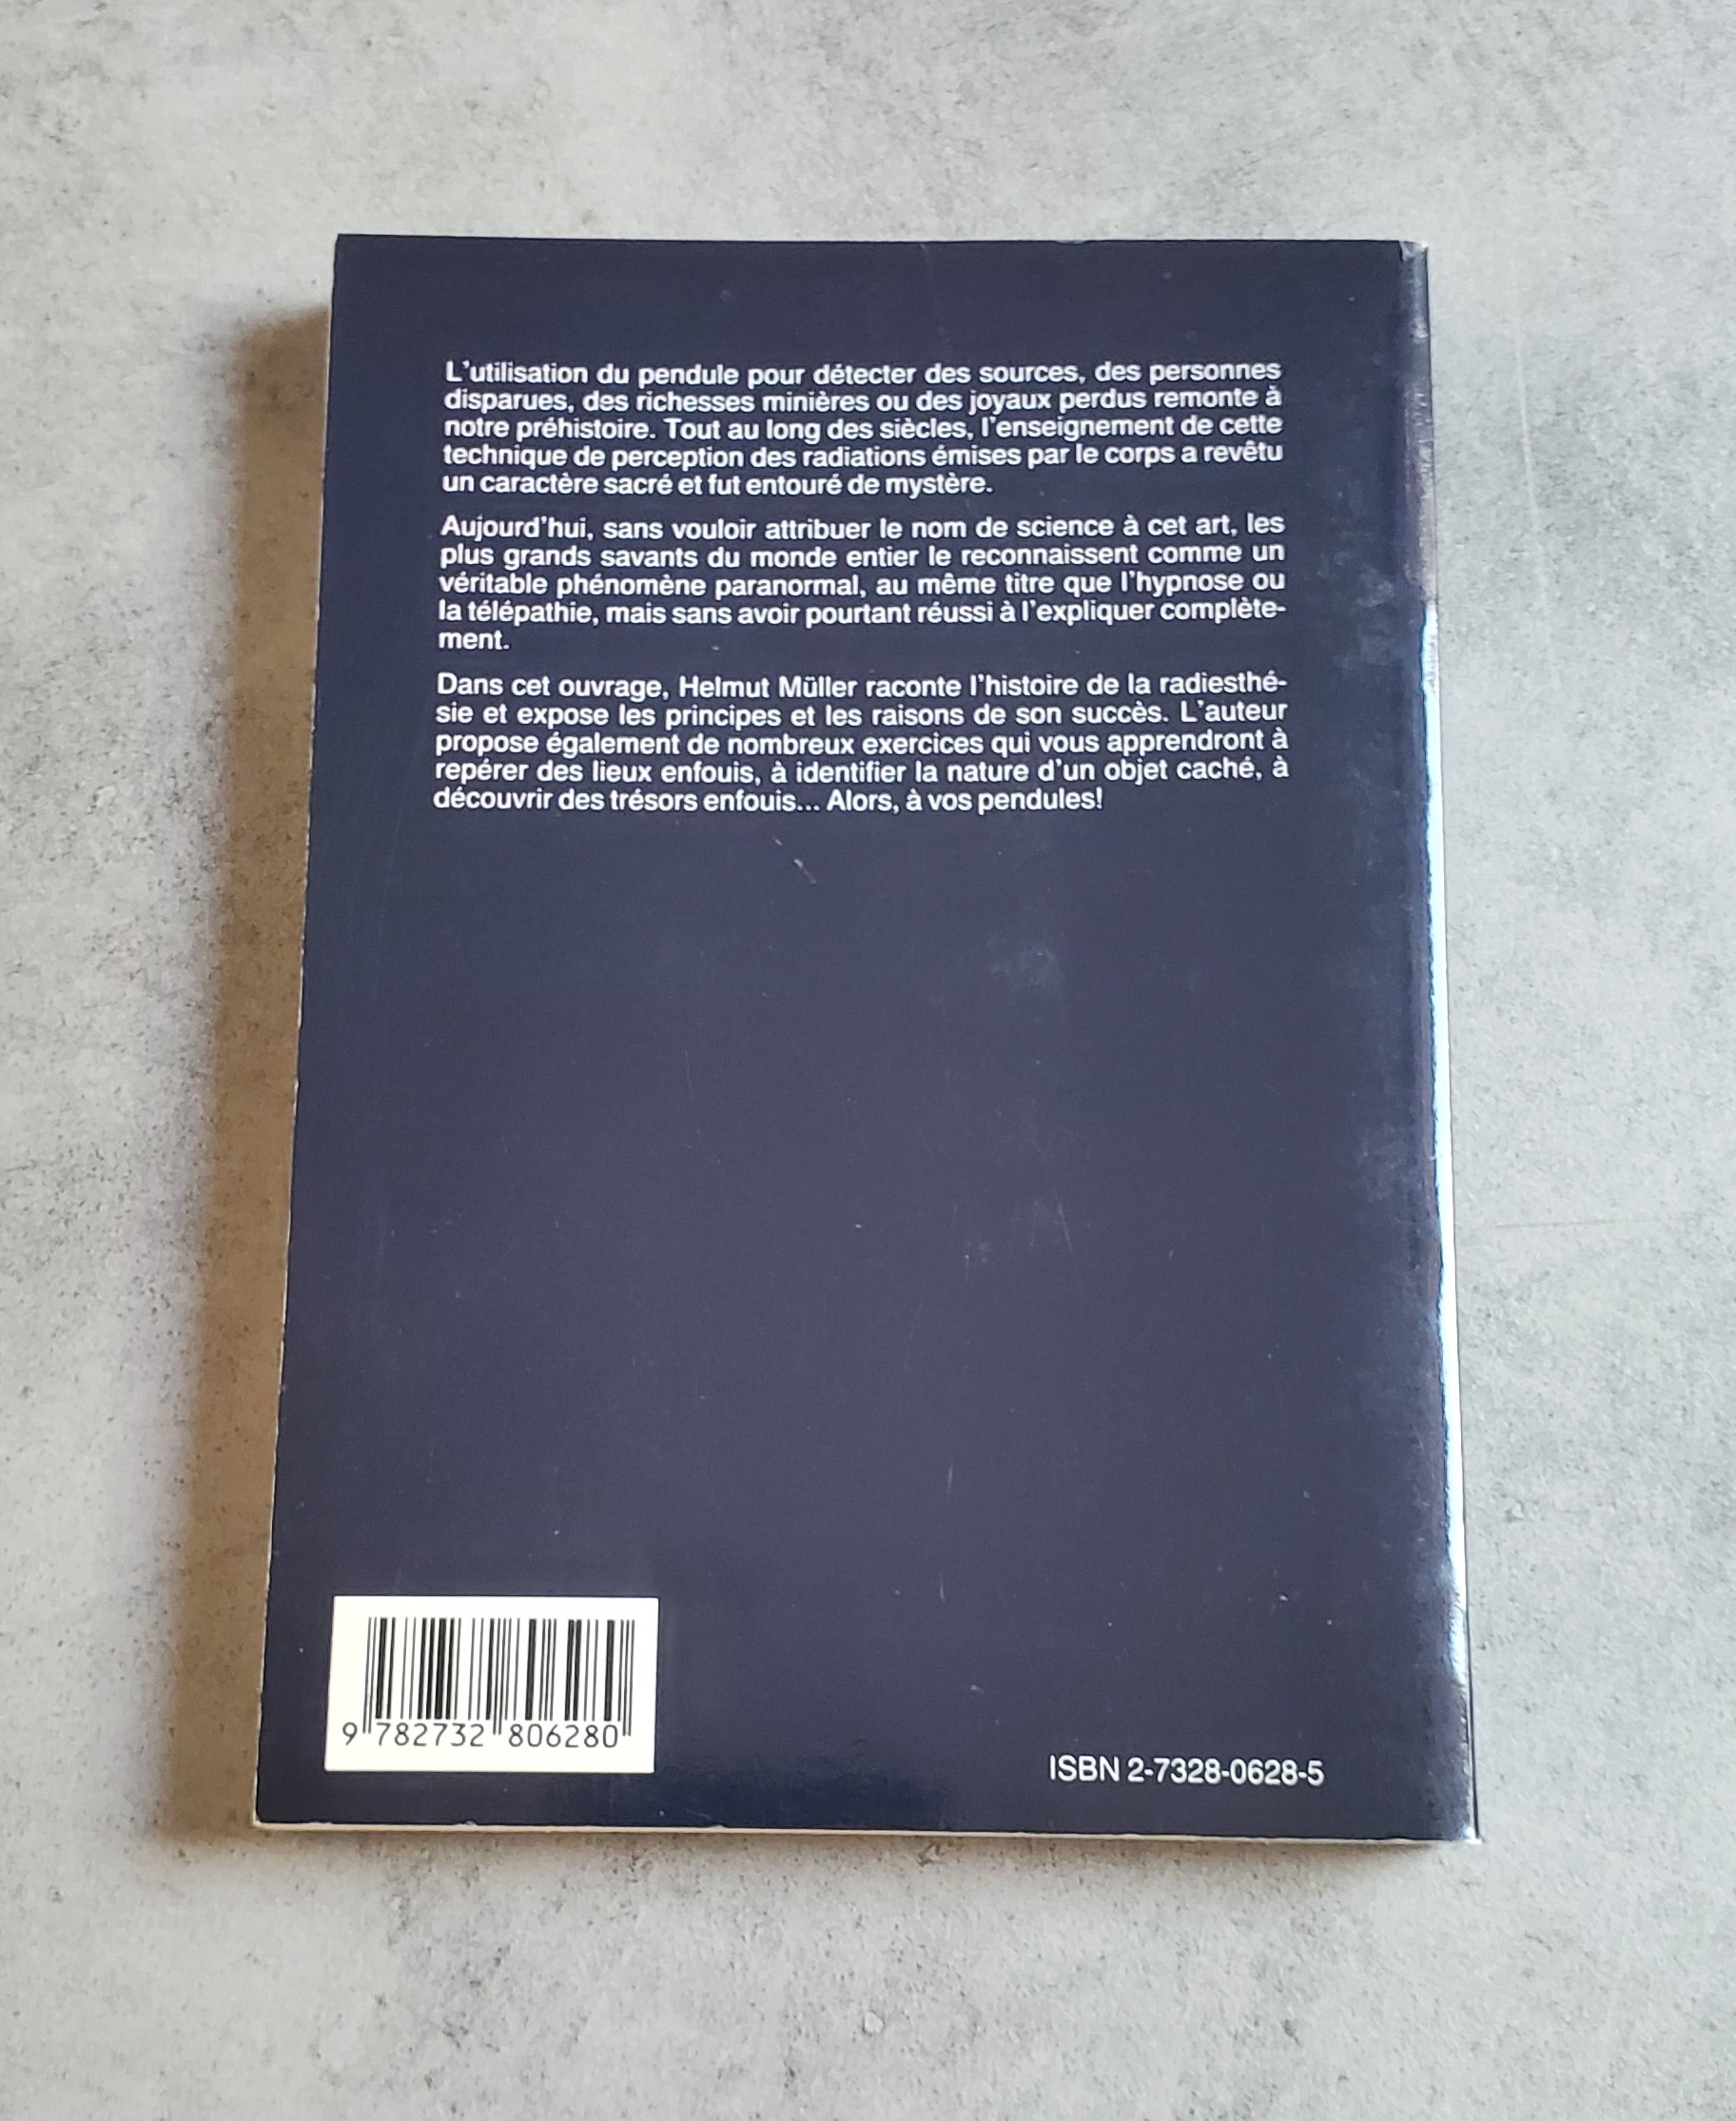 L'utilisation du pendule pour détecter des sources, des personnes
disparues, des richesses minières ou des joyaux perdus remonte à
notre préhistoire. Tout au long des siècles, l'enseignement de cette
technique de perception des radiations émises par le corps a revêtu
un caractère sacré et fut entouré de mystère.
Aujourd'hui, sans vouloir attribuer le nom de science à cet art, les
plus grands savants du monde entier le reconnaissent comme un
véritable phénomène paranormal, au même titre que l'hypnose ou
la télépathie, mais sans avoir pourtant réussi à l'expliquer complète-
ment.
Dans cet ouvrage, Helmut Müller raconte l'histoire de la radiesthé-
sie et expose les principes et les raisons de son succès. L'auteur
propose également de nombreux exercices qui vous apprendront à
repérer des lieux enfouis, à identifier la nature d'un objet caché, à
découvrir des trésors enfouis... Alors, à vos pendules!
9 782732 806280
ISBN 2-7328-0628-5